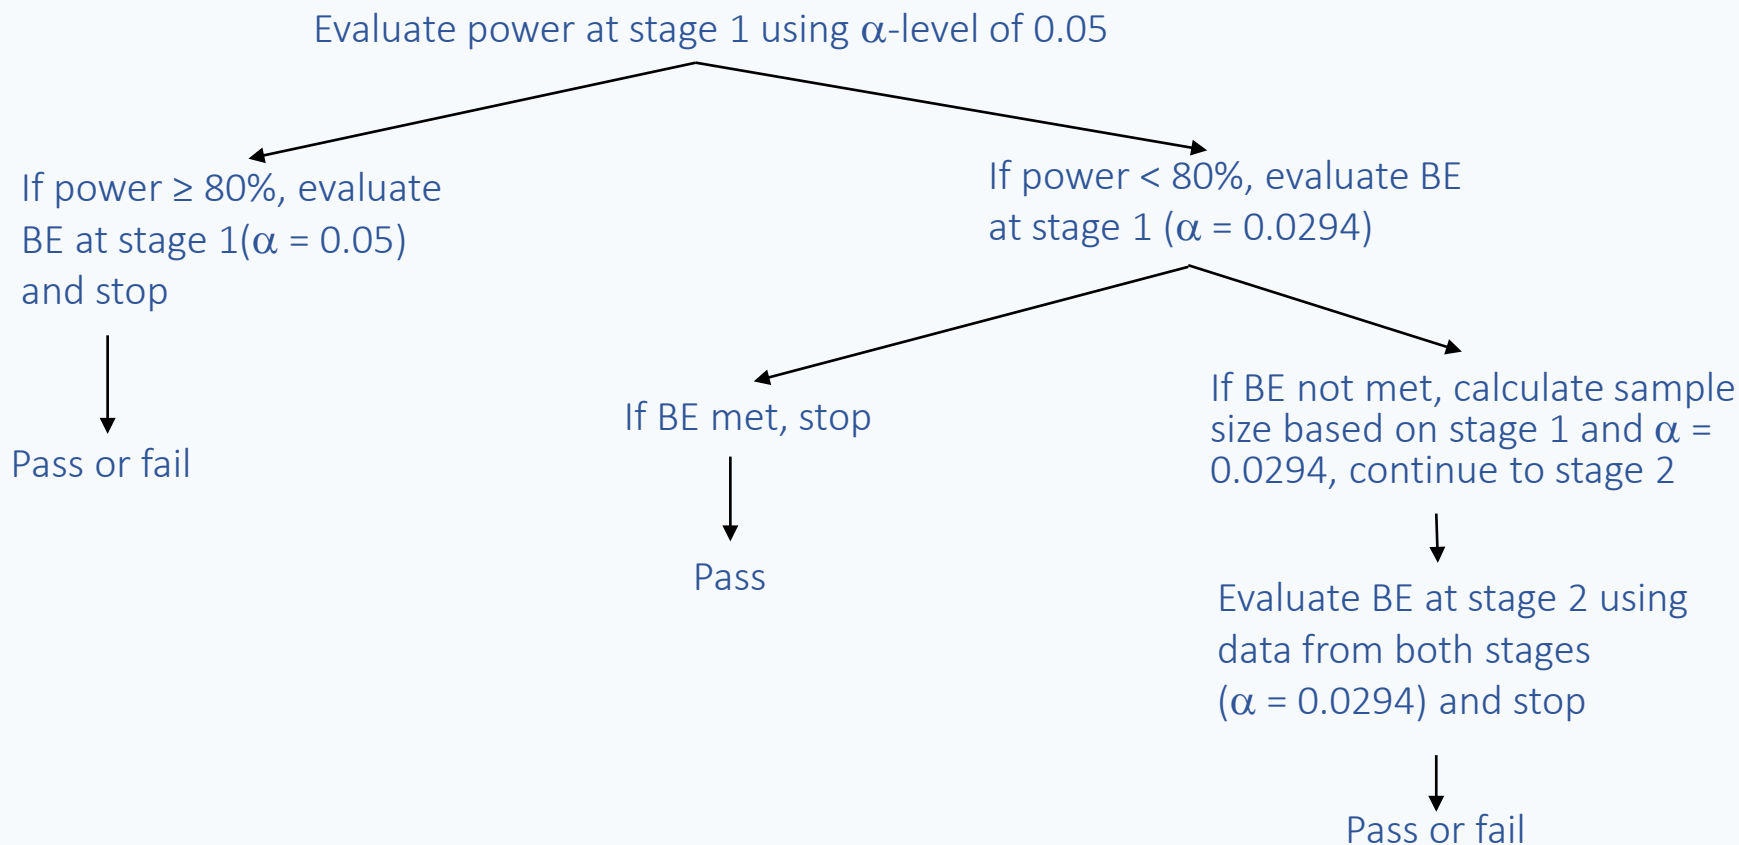 Evaluate power at stage 1 using α-level of 0.05
If power ≥ 80%, evaluate
BE at stage 1(α = 0.05)
and stop
Pass or fail
If power < 80%, evaluate BE
at stage 1 (α = 0.0294)
If BE met, stop
Pass
If BE not met, calculate sample
size based on stage 1 and α =
0.0294, continue to stage 2
Evaluate BE at stage 2 using
data from both stages
(α = 0.0294) and stop
Pass or fail